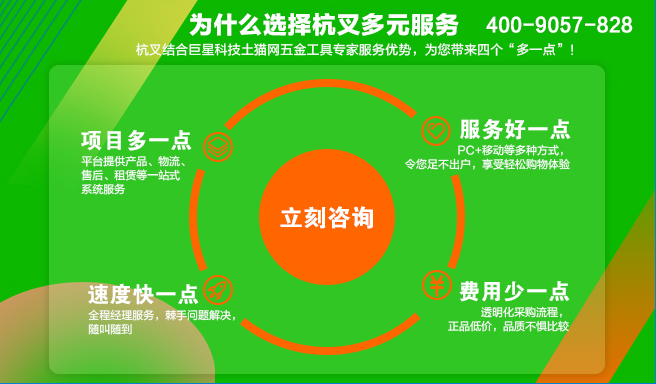 为什么选择杭叉多元服务 400-9057-828
杭叉结合巨星科技土猫网五金工具专家服务优势，为您带来四个“多一点”！
项目多一点
平台提供产品、物流、
售后、租赁等一站式
系统服务
服务好一点
PC+移动等多种方式，
令您足不出户，享受轻松购物体验
立刻咨询
速度快一点
全程经理服务，棘手问题解决，
随叫随到
费用少一点
透明化采购流程，
正品低价，品质不惧比较